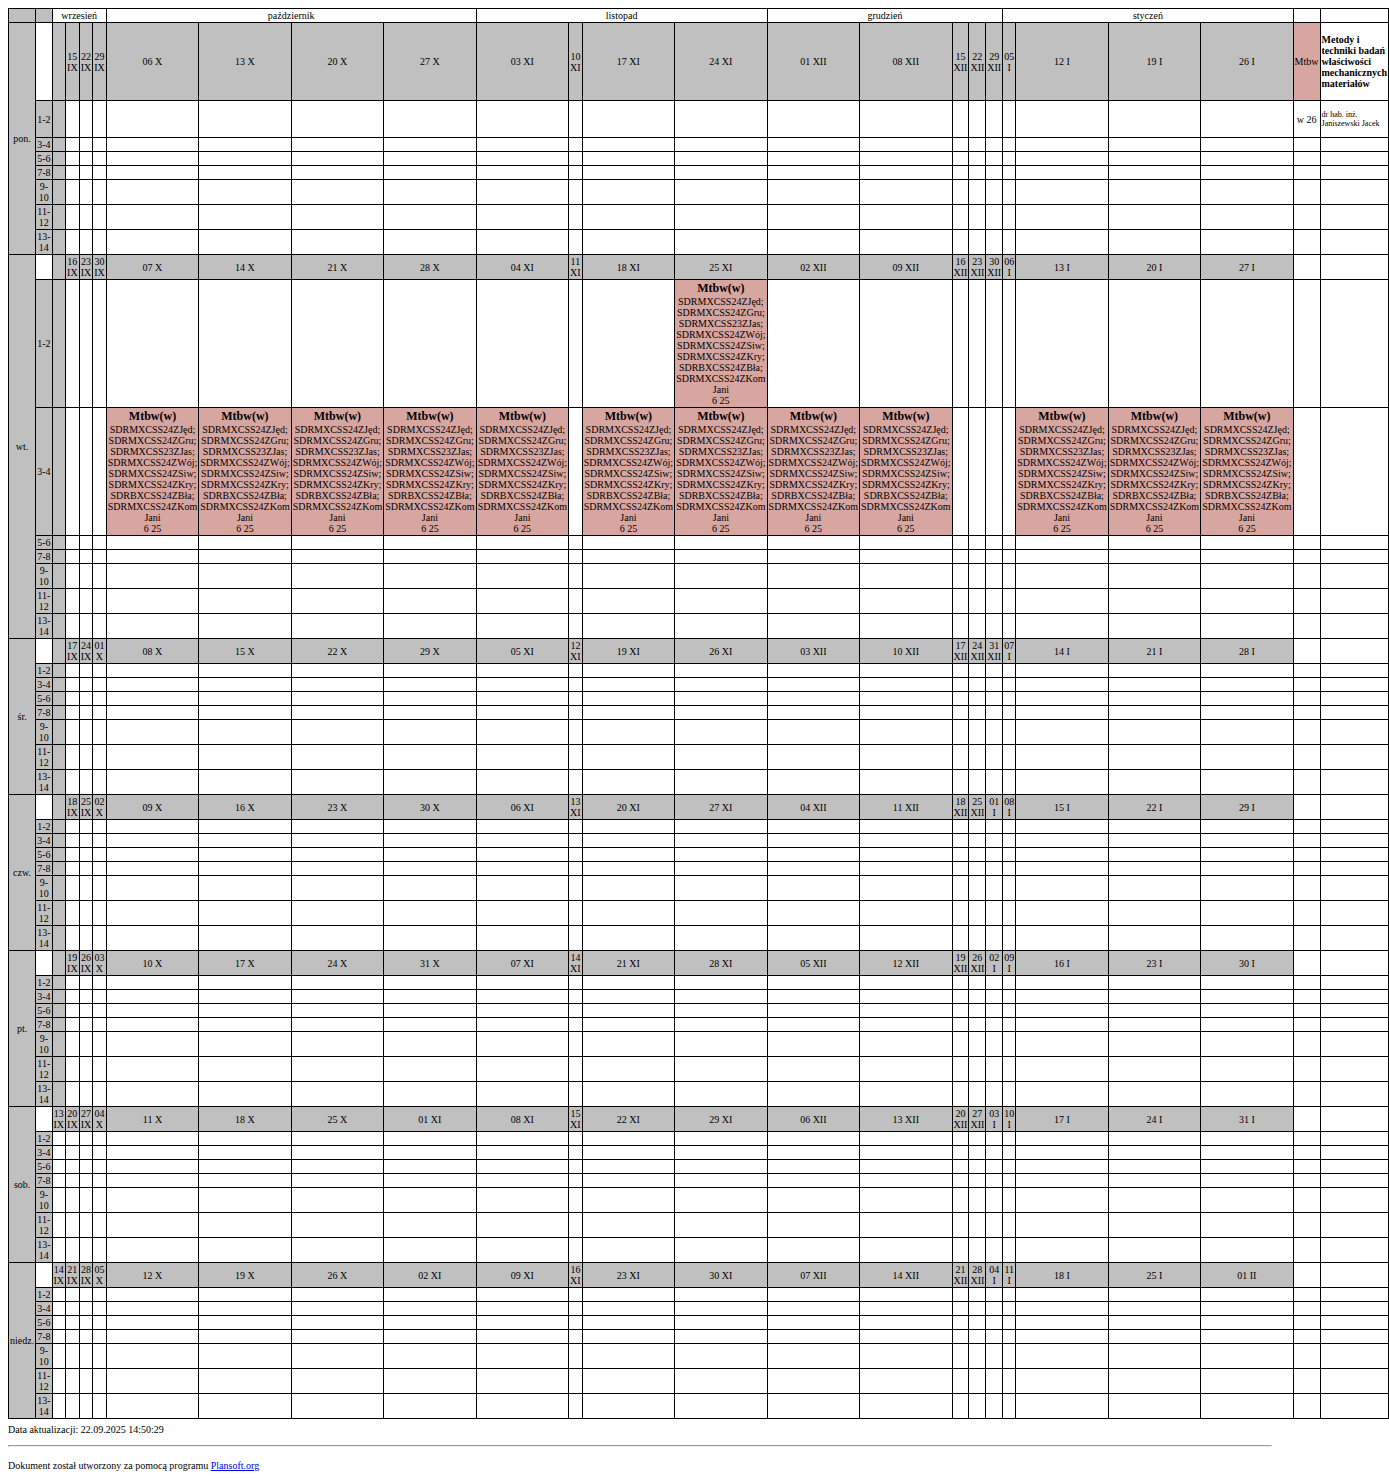 wrzesień październik listopad grudzień styczeń
pon. 15 IX 22 IX 29 IX 06 X 13 X 20 X 27 X 03 XI 10 XI 17 XI 24 XI 01 XII 08 XII 15 XII 22 XII 29 XII 05 I 12 I 19 I 26 I Mtbw Metody i techniki badań właściwości mechanicznych materiałów
1-2 w 26 dr hab. inż. Janiszewski Jacek
3-4
5-6
7-8
9-10
11-12
13-14
wt. 16 IX 23 IX 30 IX 07 X 14 X 21 X 28 X 04 XI 11 XI 18 XI 25 XI 02 XII 09 XII 16 XII 23 XII 30 XII 06 I 13 I 20 I 27 I
1-2
Mtbw(w)
SDRMXCSS24ZJęd;
SDRMXCSS24ZGru;
SDRMXCSS23ZJas;
SDRMXCSS24ZWój;
SDRMXCSS24ZSiw;
SDRMXCSS24ZKry;
SDRBXCSS24ZBła;
SDRMXCSS24ZKom
Jani
6 25
3-4
Mtbw(w) Mtbw(w) Mtbw(w) Mtbw(w) Mtbw(w) Mtbw(w) Mtbw(w) Mtbw(w) Mtbw(w) Mtbw(w) Mtbw(w) Mtbw(w)
SDRMXCSS24ZJęd; SDRMXCSS24ZJęd; SDRMXCSS24ZJęd; SDRMXCSS24ZJęd; SDRMXCSS24ZJęd; SDRMXCSS24ZJęd; SDRMXCSS24ZJęd; SDRMXCSS24ZJęd; SDRMXCSS24ZJęd; SDRMXCSS24ZJęd; SDRMXCSS24ZJęd; SDRMXCSS24ZJęd;
SDRMXCSS24ZGru; SDRMXCSS24ZGru; SDRMXCSS24ZGru; SDRMXCSS24ZGru; SDRMXCSS24ZGru; SDRMXCSS24ZGru; SDRMXCSS24ZGru; SDRMXCSS24ZGru; SDRMXCSS24ZGru; SDRMXCSS24ZGru; SDRMXCSS24ZGru; SDRMXCSS24ZGru;
SDRMXCSS23ZJas; SDRMXCSS23ZJas; SDRMXCSS23ZJas; SDRMXCSS23ZJas; SDRMXCSS23ZJas; SDRMXCSS23ZJas; SDRMXCSS23ZJas; SDRMXCSS23ZJas; SDRMXCSS23ZJas; SDRMXCSS23ZJas; SDRMXCSS23ZJas; SDRMXCSS23ZJas;
SDRMXCSS24ZWój; SDRMXCSS24ZWój; SDRMXCSS24ZWój; SDRMXCSS24ZWój; SDRMXCSS24ZWój; SDRMXCSS24ZWój; SDRMXCSS24ZWój; SDRMXCSS24ZWój; SDRMXCSS24ZWój; SDRMXCSS24ZWój; SDRMXCSS24ZWój; SDRMXCSS24ZWój;
SDRMXCSS24ZSiw; SDRMXCSS24ZSiw; SDRMXCSS24ZSiw; SDRMXCSS24ZSiw; SDRMXCSS24ZSiw; SDRMXCSS24ZSiw; SDRMXCSS24ZSiw; SDRMXCSS24ZSiw; SDRMXCSS24ZSiw; SDRMXCSS24ZSiw; SDRMXCSS24ZSiw; SDRMXCSS24ZSiw;
SDRMXCSS24ZKry; SDRMXCSS24ZKry; SDRMXCSS24ZKry; SDRMXCSS24ZKry; SDRMXCSS24ZKry; SDRMXCSS24ZKry; SDRMXCSS24ZKry; SDRMXCSS24ZKry; SDRMXCSS24ZKry; SDRMXCSS24ZKry; SDRMXCSS24ZKry; SDRMXCSS24ZKry;
SDRBXCSS24ZBła; SDRBXCSS24ZBła; SDRBXCSS24ZBła; SDRBXCSS24ZBła; SDRBXCSS24ZBła; SDRBXCSS24ZBła; SDRBXCSS24ZBła; SDRBXCSS24ZBła; SDRBXCSS24ZBła; SDRBXCSS24ZBła; SDRBXCSS24ZBła; SDRBXCSS24ZBła;
SDRMXCSS24ZKom SDRMXCSS24ZKom SDRMXCSS24ZKom SDRMXCSS24ZKom SDRMXCSS24ZKom SDRMXCSS24ZKom SDRMXCSS24ZKom SDRMXCSS24ZKom SDRMXCSS24ZKom SDRMXCSS24ZKom SDRMXCSS24ZKom SDRMXCSS24ZKom
Jani Jani Jani Jani Jani Jani Jani Jani Jani Jani Jani Jani
6 25 6 25 6 25 6 25 6 25 6 25 6 25 6 25 6 25 6 25 6 25 6 25
5-6
7-8
9-10
11-12
13-14
śr. 17 IX 24 IX 01 X 08 X 15 X 22 X 29 X 05 XI 12 XI 19 XI 26 XI 03 XII 10 XII 17 XII 24 XII 31 XII 07 I 14 I 21 I 28 I
1-2
3-4
5-6
7-8
9-10
11-12
13-14
czw. 18 IX 25 IX 02 X 09 X 16 X 23 X 30 X 06 XI 13 XI 20 XI 27 XI 04 XII 11 XII 18 XII 25 XII 01 I 08 I 15 I 22 I 29 I
1-2
3-4
5-6
7-8
9-10
11-12
13-14
pt. 19 IX 26 IX 03 X 10 X 17 X 24 X 31 X 07 XI 14 XI 21 XI 28 XI 05 XII 12 XII 19 XII 26 XII 02 I 09 I 16 I 23 I 30 I
1-2
3-4
5-6
7-8
9-10
11-12
13-14
sob. 13 IX 20 IX 27 IX 04 X 11 X 18 X 25 X 01 XI 08 XI 15 XI 22 XI 29 XI 06 XII 13 XII 20 XII 27 XII 03 I 10 I 17 I 24 I 31 I
1-2
3-4
5-6
7-8
9-10
11-12
13-14
niedz 14 IX 21 IX 28 IX 05 X 12 X 19 X 26 X 02 XI 09 XI 16 XI 23 XI 30 XI 07 XII 14 XII 21 XII 28 XII 04 I 11 I 18 I 25 I 01 II
1-2
3-4
5-6
7-8
9-10
11-12
13-14
Data aktualizacji: 22.09.2025 14:50:29
Dokument został utworzony za pomocą programu Plansoft.org